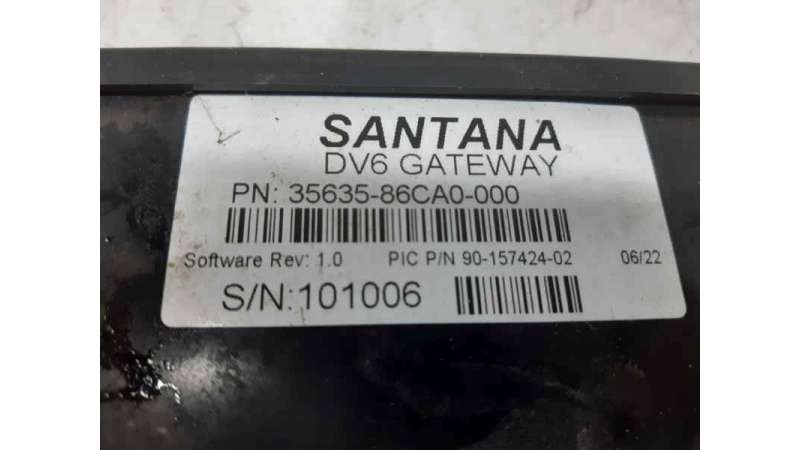 SANTANA
DV6 GATEWAY
PN: 35635-86CA0-000
Software Rev: 1.0 PIC P/N 90-157424-02 06/22
S/N:101006